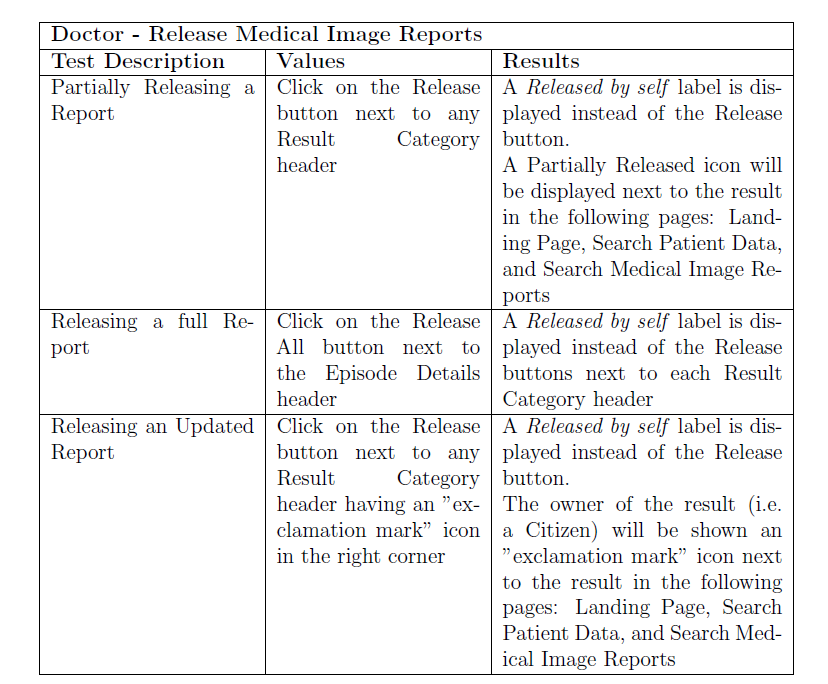 Doctor - Release Medical Image Reports
Test Description
Values
Results
Partially Releasing a
Report
Click on the Release
button next to any
Result Category
header
A Released by self label is dis-
played instead of the Release
button.
A Partially Released icon will
be displayed next to the result
in the following pages: Land-
ing Page, Search Patient Data,
and Search Medical Image Re-
ports
Releasing a full Re-
port
Click on the Release
All button next to
the Episode Details
header
A Released by self label is dis-
played instead of the Release
buttons next to each Result
Category header
Releasing an Updated
Report
Click on the Release
button next to any
Result Category
header having an ”ex-
clamation mark” icon
in the right corner
A Released by self label is dis-
played instead of the Release
button.
The owner of the result (i.e.
a Citizen) will be shown an
”exclamation mark” icon next
to the result in the following
pages: Landing Page, Search
Patient Data, and Search Med-
ical Image Reports